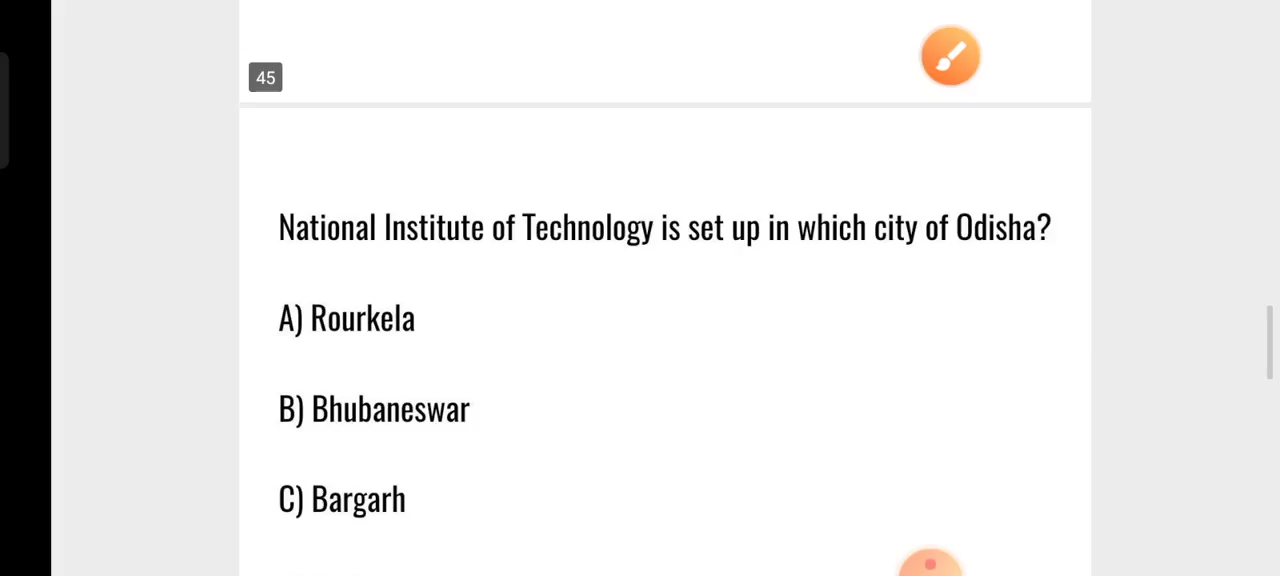 45
National Institute of Technology is set up in which city of Odisha?
A) Rourkela
B) Bhubaneswar
C) Bargarh